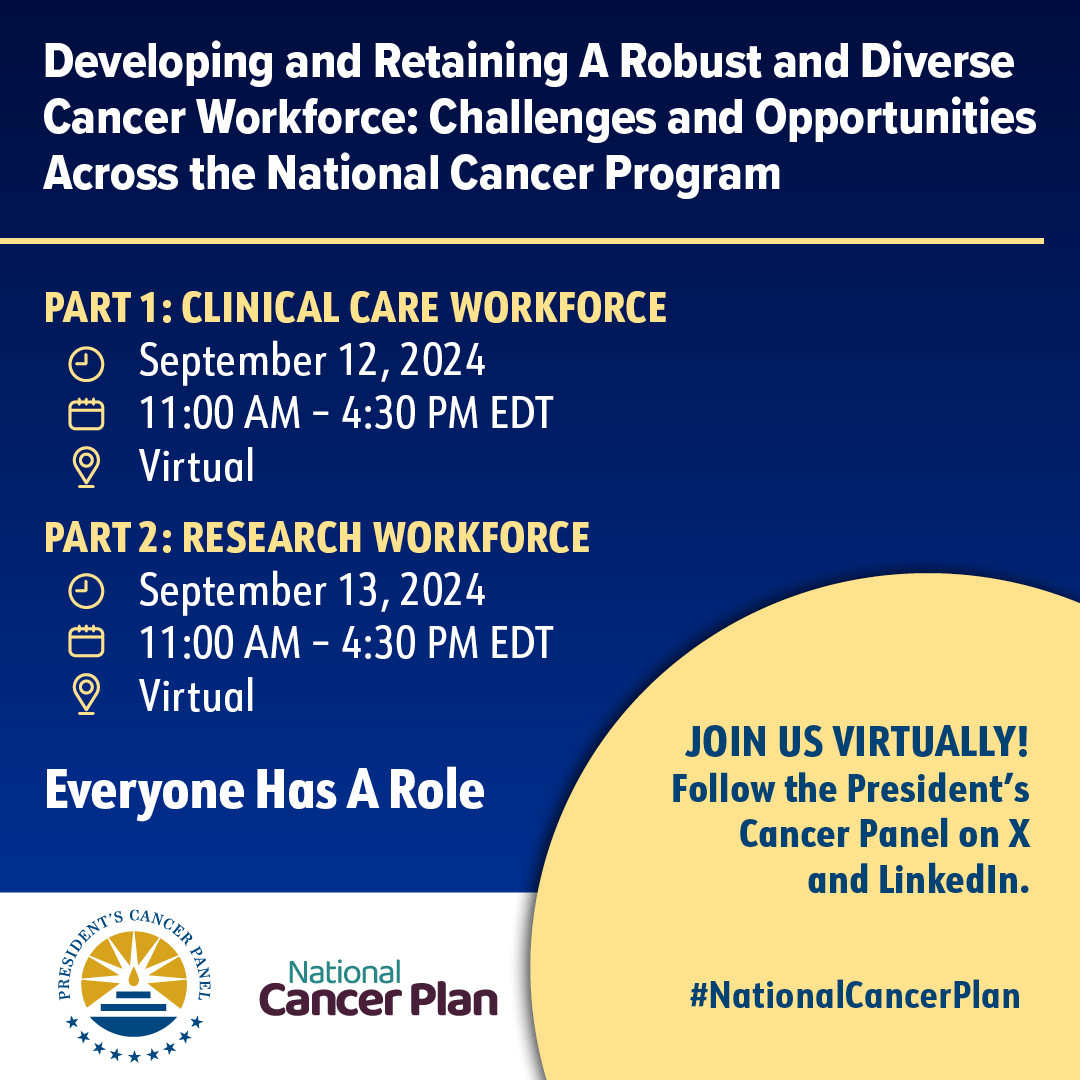 Developing and Retaining A Robust and Diverse
Cancer Workforce: Challenges and Opportunities
Across the National Cancer Program
PART 1: CLINICAL CARE WORKFORCE
September 12, 2024
11:00 AM – 4:30 PM EDT
Virtual
PART 2: RESEARCH WORKFORCE
September 13, 2024
11:00 AM – 4:30 PM EDT
Virtual
Everyone Has A Role
JOIN US VIRTUALLY!
Follow the President’s
Cancer Panel on X
and LinkedIn.
#NationalCancerPlan
PRESIDENT'S CANCER PANEL
National
Cancer Plan